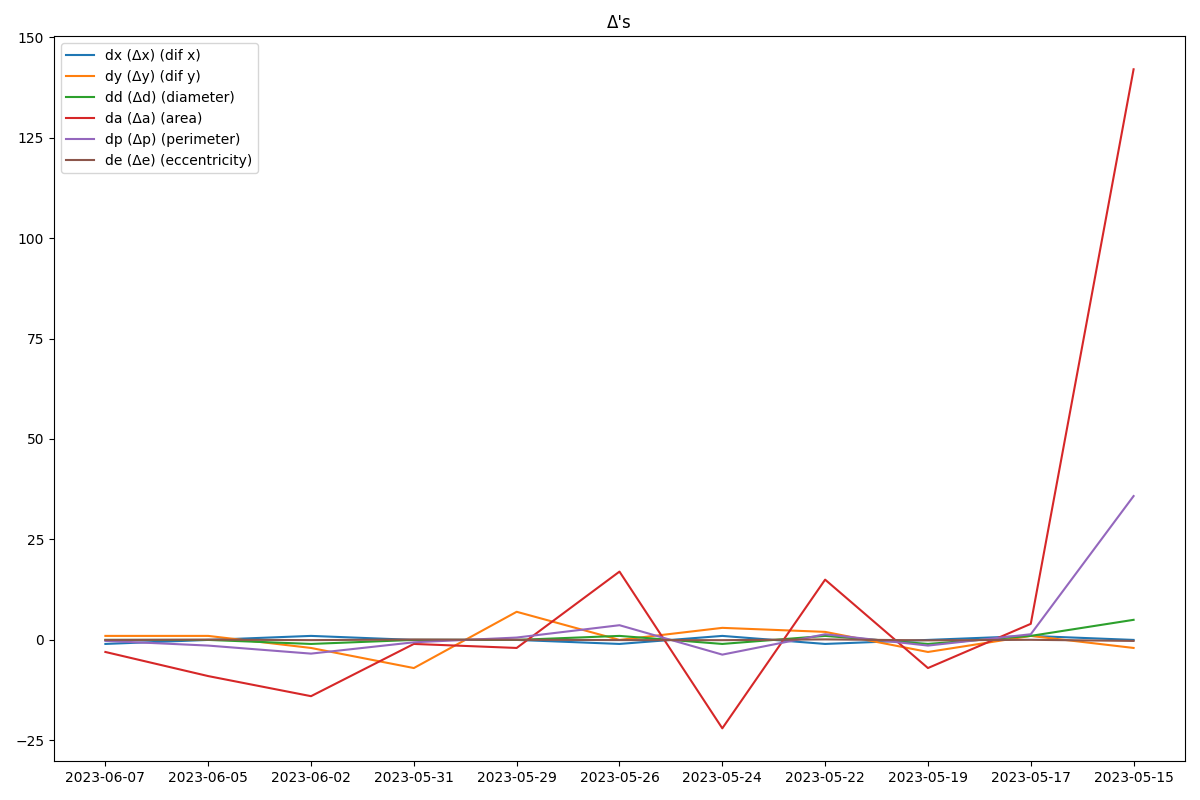 Δ's
150
125
100
75
50
25
0
−25
dx (Δx) (dif x)
dy (Δy) (dif y)
dd (Δd) (diameter)
da (Δa) (area)
dp (Δp) (perimeter)
de (Δe) (eccentricity)
2023-06-07 2023-06-05 2023-06-02 2023-05-31 2023-05-29 2023-05-26 2023-05-24 2023-05-22 2023-05-19 2023-05-17 2023-05-15